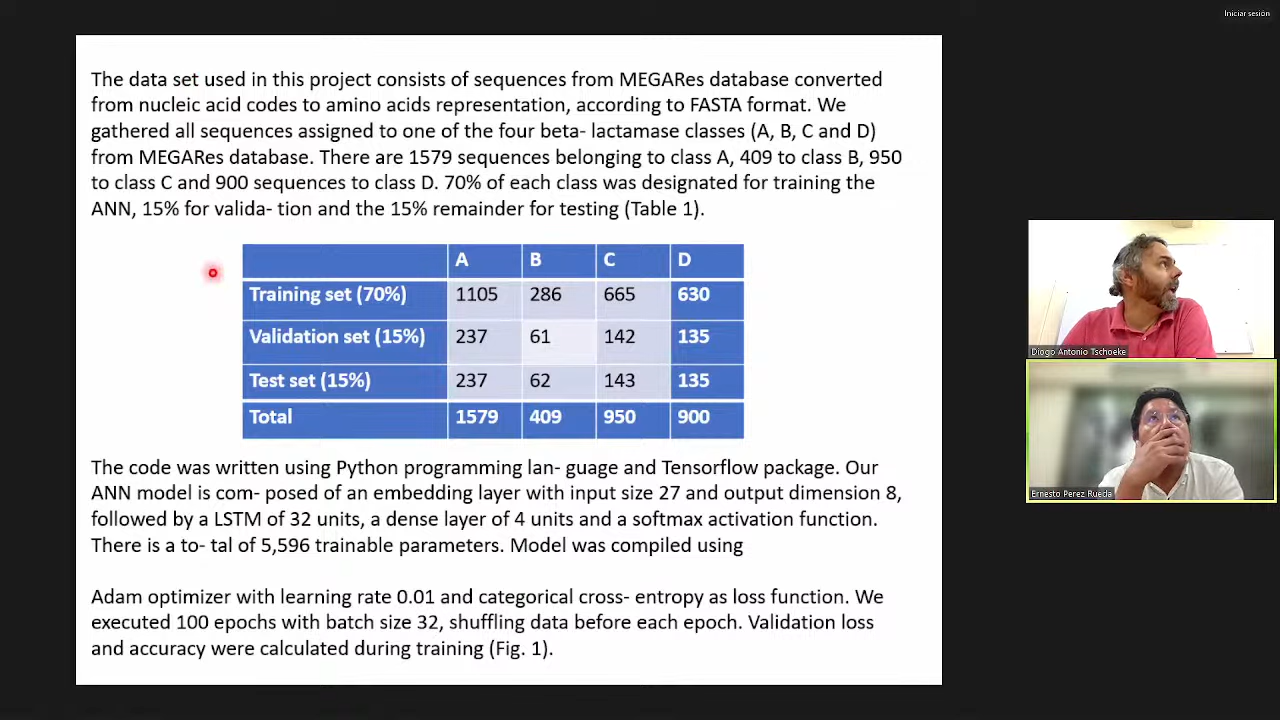 Iniciar sesión
The data set used in this project consists of sequences from MEGARes database converted
from nucleic acid codes to amino acids representation, according to FASTA format. We
gathered all sequences assigned to one of the four beta- lactamase classes (A, B, C and D)
from MEGARes database. There are 1579 sequences belonging to class A, 409 to class B, 950
to class C and 900 sequences to class D. 70% of each class was designated for training the
ANN, 15% for valida- tion and the 15% remainder for testing (Table 1).
A B C D
Training set (70%) 1105 286 665 630
Validation set (15%) 237 61 142 135
Test set (15%) 237 62 143 135
Total 1579 409 950 900
The code was written using Python programming lan- guage and Tensorflow package. Our
ANN model is com- posed of an embedding layer with input size 27 and output dimension 8,
followed by a LSTM of 32 units, a dense layer of 4 units and a softmax activation function.
There is a to- tal of 5,596 trainable parameters. Model was compiled using
Adam optimizer with learning rate 0.01 and categorical cross- entropy as loss function. We
executed 100 epochs with batch size 32, shuffling data before each epoch. Validation loss
and accuracy were calculated during training (Fig. 1).
Diogo Antonio Tschoeke
Ernesto Perez Rueda